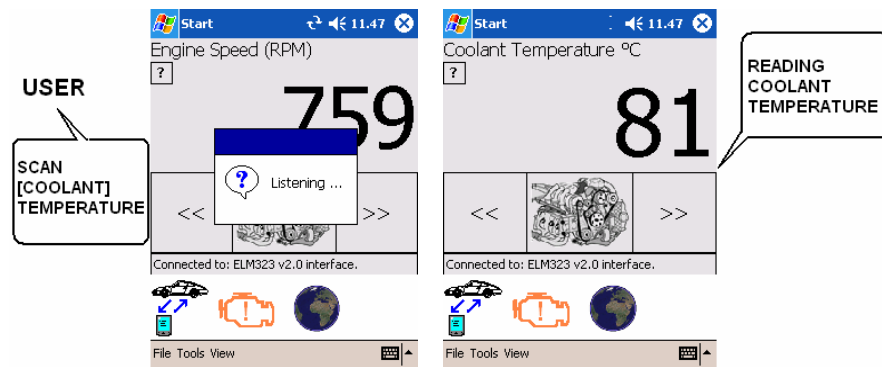 USER
SCAN
[COOLANT]
TEMPERATURE
Start 11.47
Engine Speed (RPM)
?
759
? Listening ...
<< >>
Connected to: ELM323 v2.0 interface.
File Tools View
Start 11.47
Coolant Temperature ºC
?
81
<< >>
Connected to: ELM323 v2.0 interface.
File Tools View
READING
COOLANT
TEMPERATURE